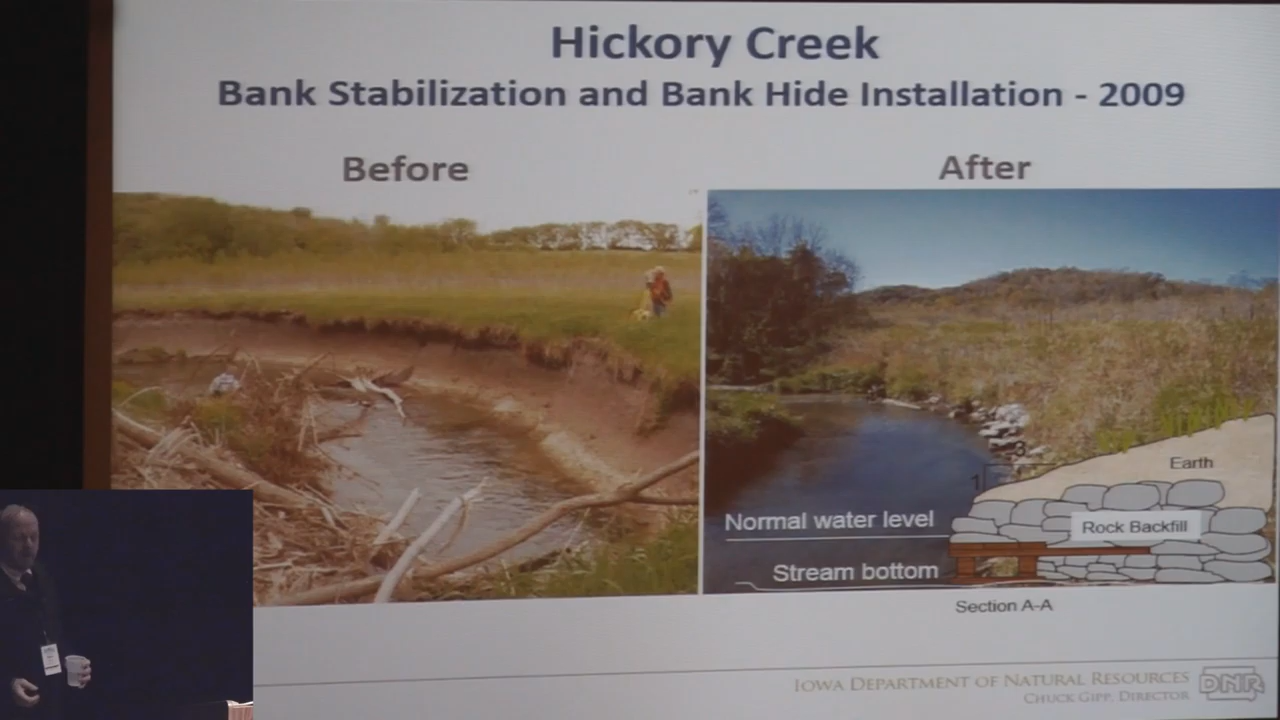 Hickory Creek
Bank Stabilization and Bank Hide Installation - 2009
Before
After
3
1
Earth
Rock Backfill
Normal water level
Stream bottom
Section A-A
IOWA DEPARTMENT OF NATURAL RESOURCES
CHUCK GIPP, DIRECTOR
DNR